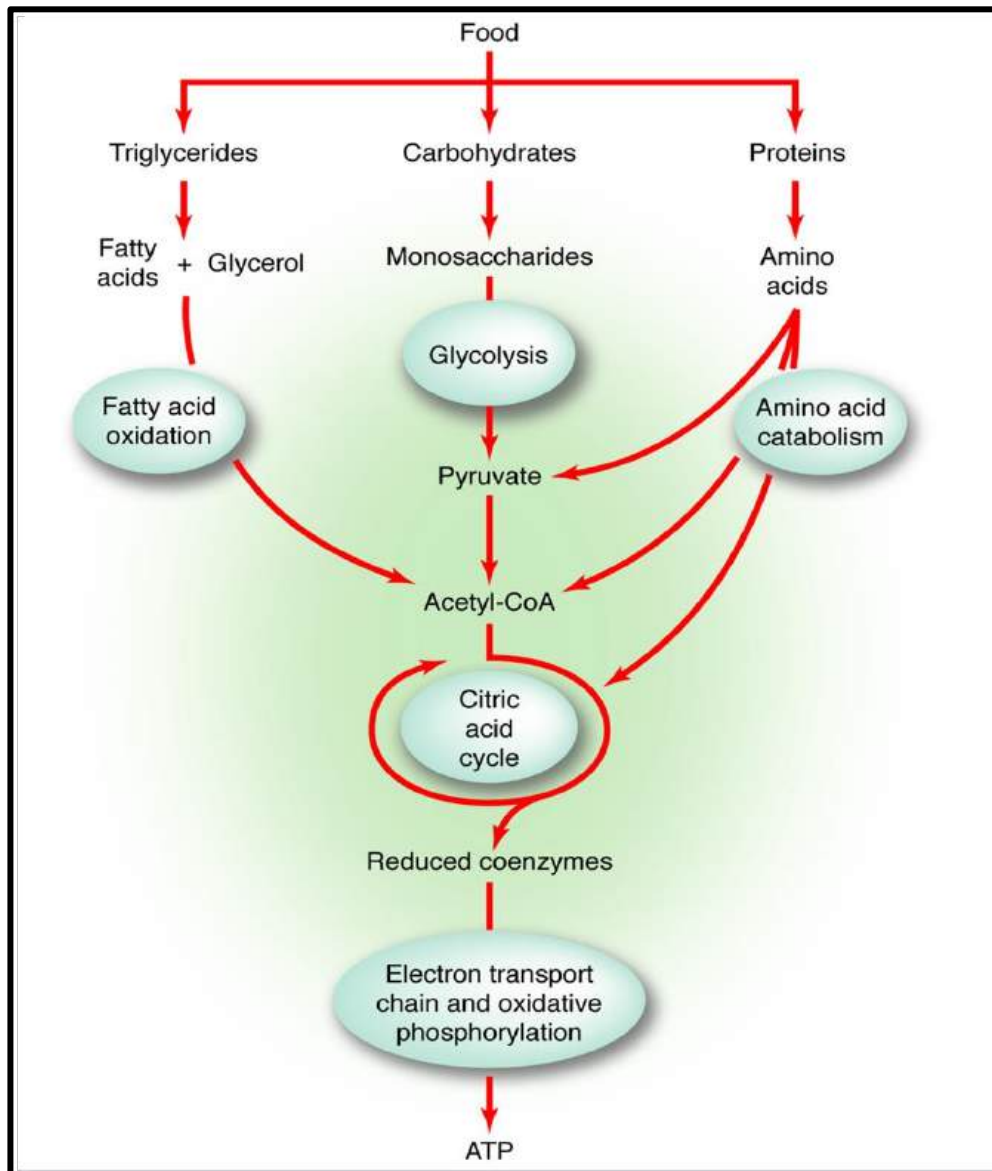 Food
Triglycerides
Carbohydrates
Proteins
Fatty
acids
+ Glycerol
Monosaccharides
Amino
acids
Glycolysis
Fatty acid
oxidation
Amino acid
catabolism
Pyruvate
Acetyl-CoA
Citric
acid
cycle
Reduced coenzymes
Electron transport
chain and oxidative
phosphorylation
ATP